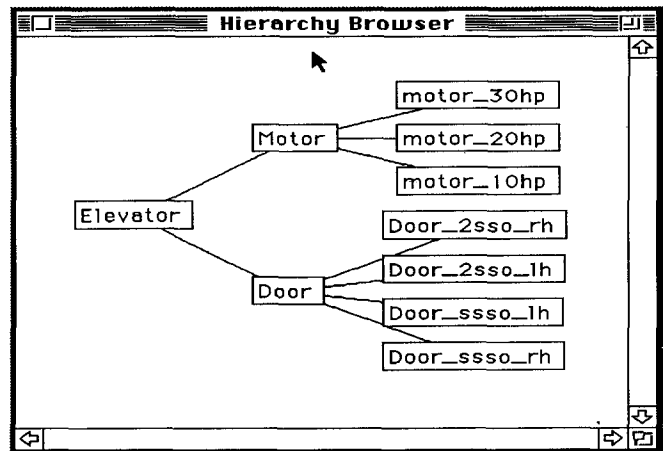 Hierarchy Browser
motor_30hp
Motor
motor_20hp
motor_10hp
Elevator
Door_2sso_rh
Door_2sso_lh
Door
Door_ssso_lh
Door_ssso_rh